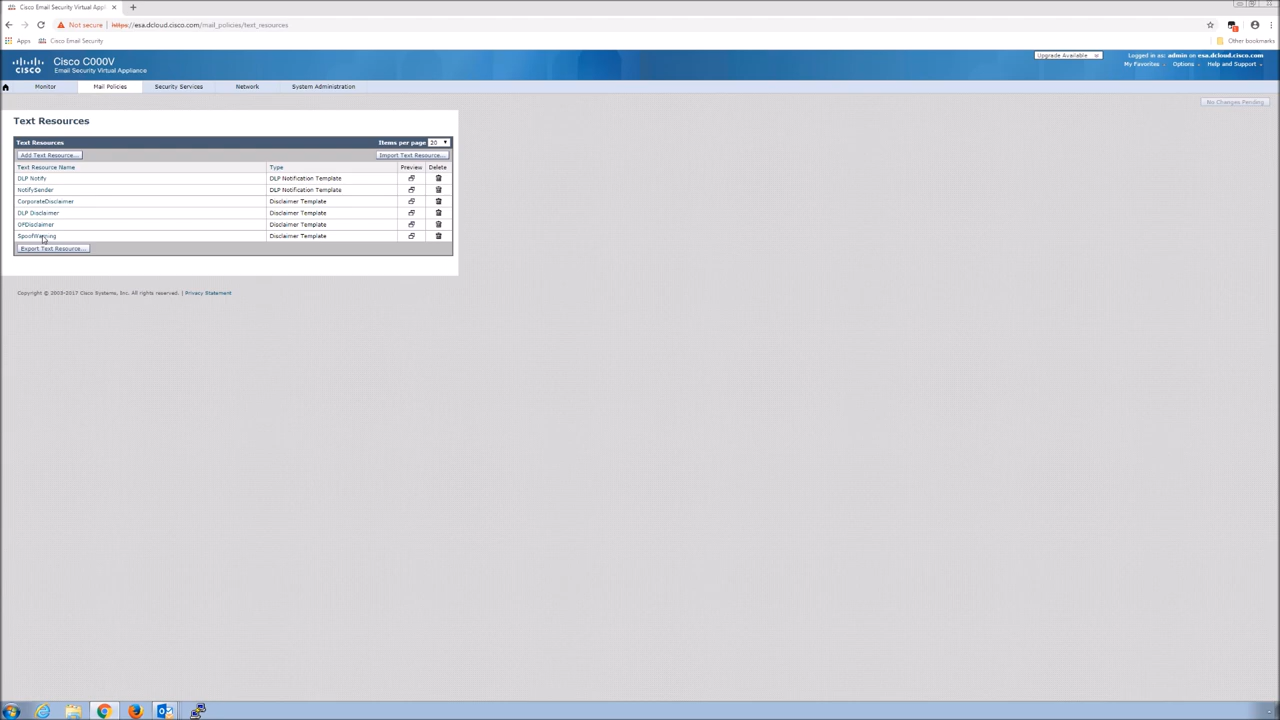 Cisco Email Security Virtual Appl
Not secure | https://esa.dcloud.cisco.com/mail_policies/text_resources
Apps Cisco Email Security Other bookmarks
CISCO
Cisco C000V
Email Security Virtual Appliance
Upgrade Available
Logged in as: admin on esa.dcloud.cisco.com
My Favorites Options Help and Support
Monitor Mail Policies Security Services Network System Administration
No Changes Pending
Text Resources
Text Resources Items per page 20
Add Text Resource... Import Text Resource...
Text Resource Name Type Preview Delete
DLP Notify DLP Notification Template
NotifySender DLP Notification Template
CorporateDisclaimer Disclaimer Template
DLP Disclaimer Disclaimer Template
GFDisclaimer Disclaimer Template
SpoofWarning Disclaimer Template
Export Text Resource...
Copyright © 2003-2017 Cisco Systems, Inc. All rights reserved. | Privacy Statement